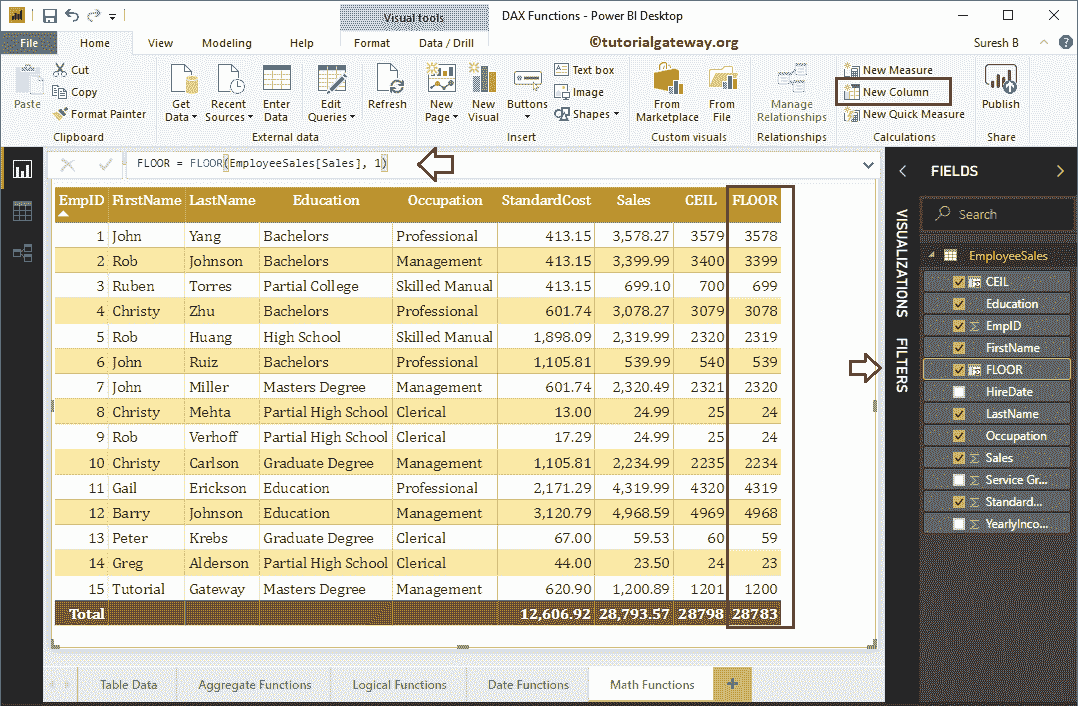 Visual tools
DAX Functions - Power BI Desktop
File Home View Modeling Help Format Data / Drill
©tutorialgateway.org
Suresh B
Paste
Cut
Copy
Format Painter
Clipboard
Get Data
Recent Sources
Enter Data
Edit Queries
External data
Refresh
New Page
New Visual
Buttons
Text box
Image
Shapes
Insert
From Marketplace
From File
Custom visuals
Manage Relationships
Relationships
New Measure
New Column
New Quick Measure
Calculations
Publish
Share
FLOOR = FLOOR(EmployeeSales[Sales], 1)
EmpID FirstName LastName Education Occupation StandardCost Sales CEIL FLOOR
1 John Yang Bachelors Professional 413.15 3,578.27 3579 3578
2 Rob Johnson Bachelors Management 413.15 3,399.99 3400 3399
3 Ruben Torres Partial College Skilled Manual 413.15 699.10 700 699
4 Christy Zhu Bachelors Professional 601.74 3,078.27 3079 3078
5 Rob Huang High School Skilled Manual 1,898.09 2,319.99 2320 2319
6 John Ruiz Bachelors Professional 1,105.81 539.99 540 539
7 John Miller Masters Degree Management 601.74 2,320.49 2321 2320
8 Christy Mehta Partial High School Clerical 13.00 24.99 25 24
9 Rob Verhoff Partial High School Clerical 17.29 24.99 25 24
10 Christy Carlson Graduate Degree Management 1,105.81 2,234.99 2235 2234
11 Gail Erickson Education Professional 2,171.29 4,319.99 4320 4319
12 Barry Johnson Education Management 3,120.79 4,968.59 4969 4968
13 Peter Krebs Graduate Degree Clerical 67.00 59.53 60 59
14 Greg Alderson Partial High School Clerical 44.00 23.50 24 23
15 Tutorial Gateway Masters Degree Management 620.90 1,200.89 1201 1200
Total 12,606.92 28,793.57 28798 28783
VISUALIZATIONS
FILTERS
FIELDS
Search
EmployeeSales
CEIL
Education
EmpID
FirstName
FLOOR
HireDate
LastName
Occupation
Sales
Service Gr...
Standard...
YearlyInco...
Table Data
Aggregate Functions
Logical Functions
Date Functions
Math Functions